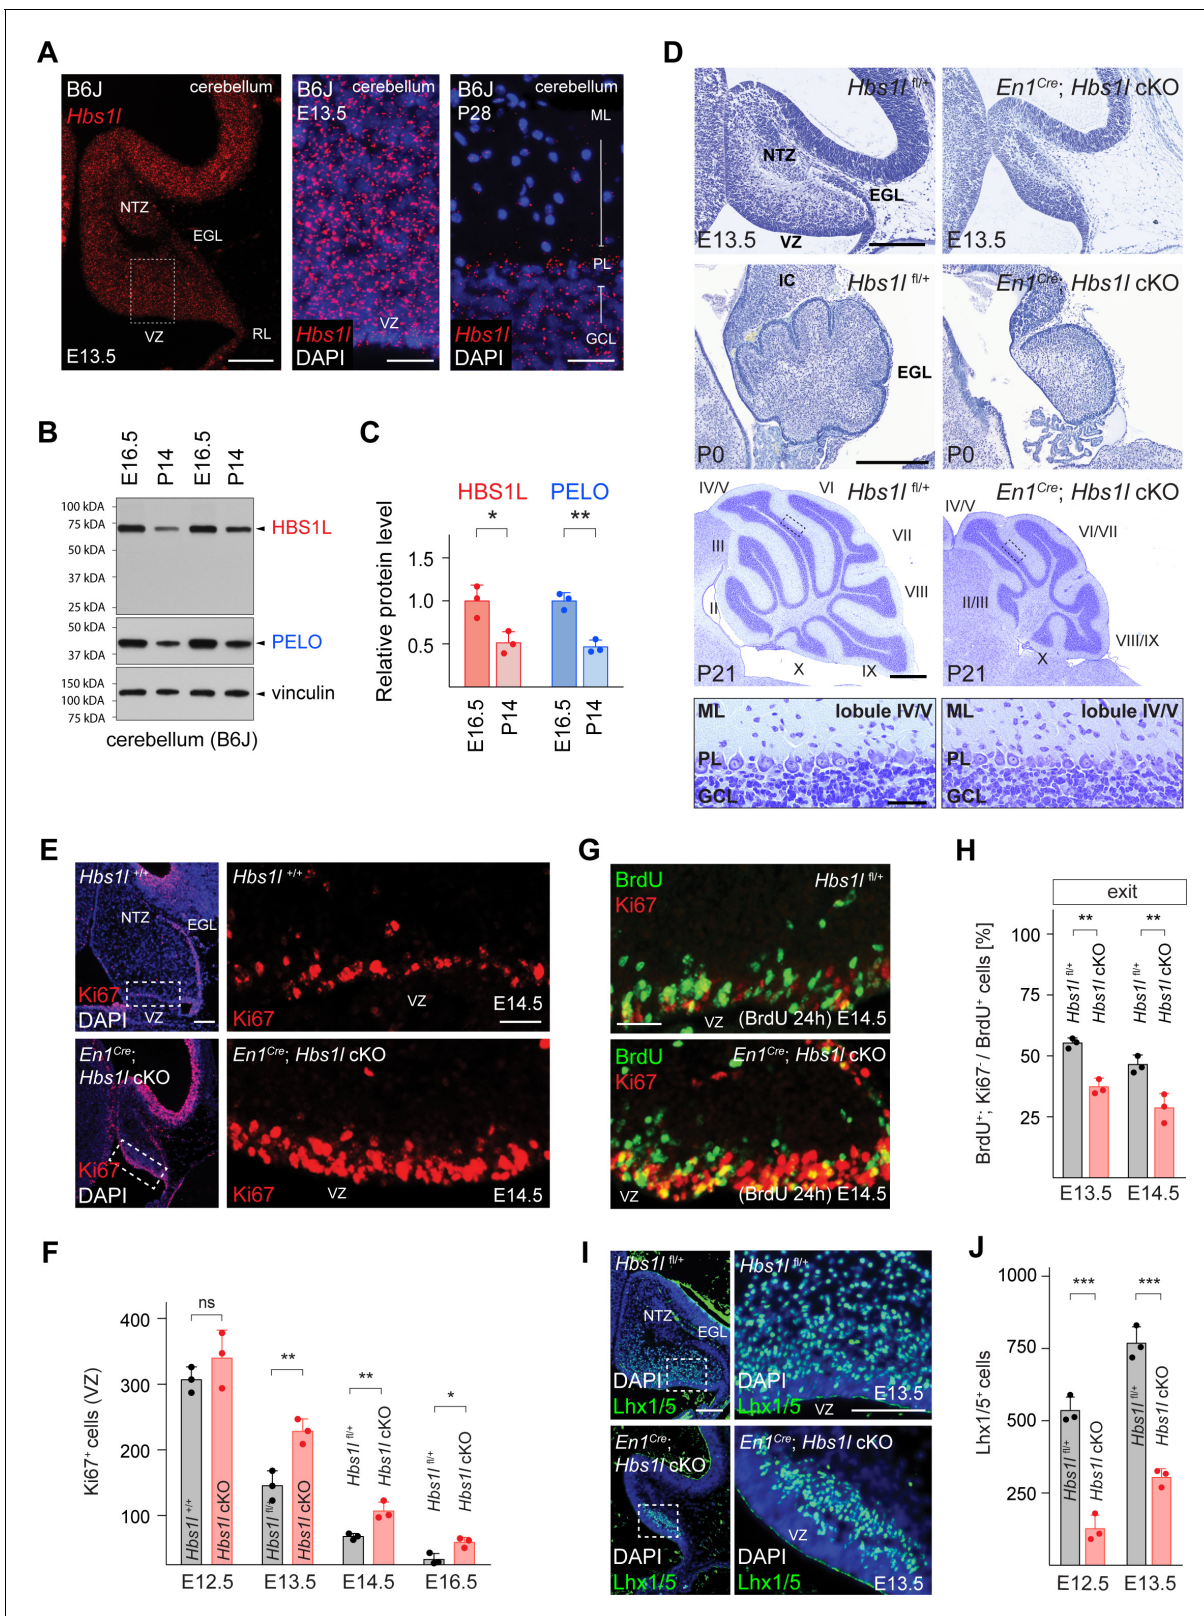 A
B6J
cerebellum
Hbs1l
NTZ
EGL
VZ
RL
E13.5
B6J
cerebellum
E13.5
VZ
Hbs1l
DAPI
B6J
cerebellum
P28
ML
PL
GCL
Hbs1l
DAPI
B
E16.5
P14
E16.5
P14
100 kDA
75 kDA
50 kDA
37 kDA
25 kDA
HBS1L
50 kDA
37 kDA
PELO
150 kDA
100 kDA
75 kDA
vinculin
cerebellum (B6J)
C
HBS1L
PELO
*
**
Relative protein level
1.5
1.0
0.5
E16.5
P14
E16.5
P14
D
Hbs1l fl/+
NTZ
EGL
VZ
E13.5
En1Cre; Hbs1l cKO
E13.5
IC
Hbs1l fl/+
EGL
P0
En1Cre; Hbs1l cKO
P0
IV/V
VI
Hbs1l fl/+
VII
III
VIII
II
X
IX
P21
En1Cre; Hbs1l cKO
IV/V
VI/VII
II/III
VIII/IX
X
P21
ML
lobule IV/V
PL
GCL
ML
lobule IV/V
PL
GCL
E
Hbs1l +/+
NTZ
EGL
Ki67
DAPI
VZ
Hbs1l +/+
VZ
Ki67
E14.5
En1Cre;
Hbs1l cKO
Ki67
DAPI
En1Cre; Hbs1l cKO
Ki67
VZ
E14.5
F
Ki67+ cells (VZ)
400
300
200
100
ns
**
**
*
Hbs1l +/+
Hbs1l cKO
Hbs1l fl/+
Hbs1l cKO
Hbs1l fl/+
Hbs1l cKO
Hbs1l fl/+
Hbs1l cKO
E12.5
E13.5
E14.5
E16.5
G
BrdU
Ki67
Hbs1l fl/+
VZ
(BrdU 24h) E14.5
BrdU
Ki67
En1Cre; Hbs1l cKO
VZ
(BrdU 24h) E14.5
H
exit
BrdU+; Ki67- / BrdU+ cells [%]
100
50
25
**
**
Hbs1l fl/+
Hbs1l cKO
Hbs1l fl/+
Hbs1l cKO
E13.5
E14.5
I
Hbs1l fl/+
NTZ
EGL
DAPI
Lhx1/5
Hbs1l fl/+
E13.5
VZ
En1Cre;
Hbs1l cKO
DAPI
Lhx1/5
En1Cre; Hbs1l cKO
VZ
DAPI
Lhx1/5
E13.5
J
Lhx1/5+ cells
1000
750
500
250
***
***
Hbs1l fl/+
Hbs1l cKO
Hbs1l fl/+
Hbs1l cKO
E12.5
E13.5